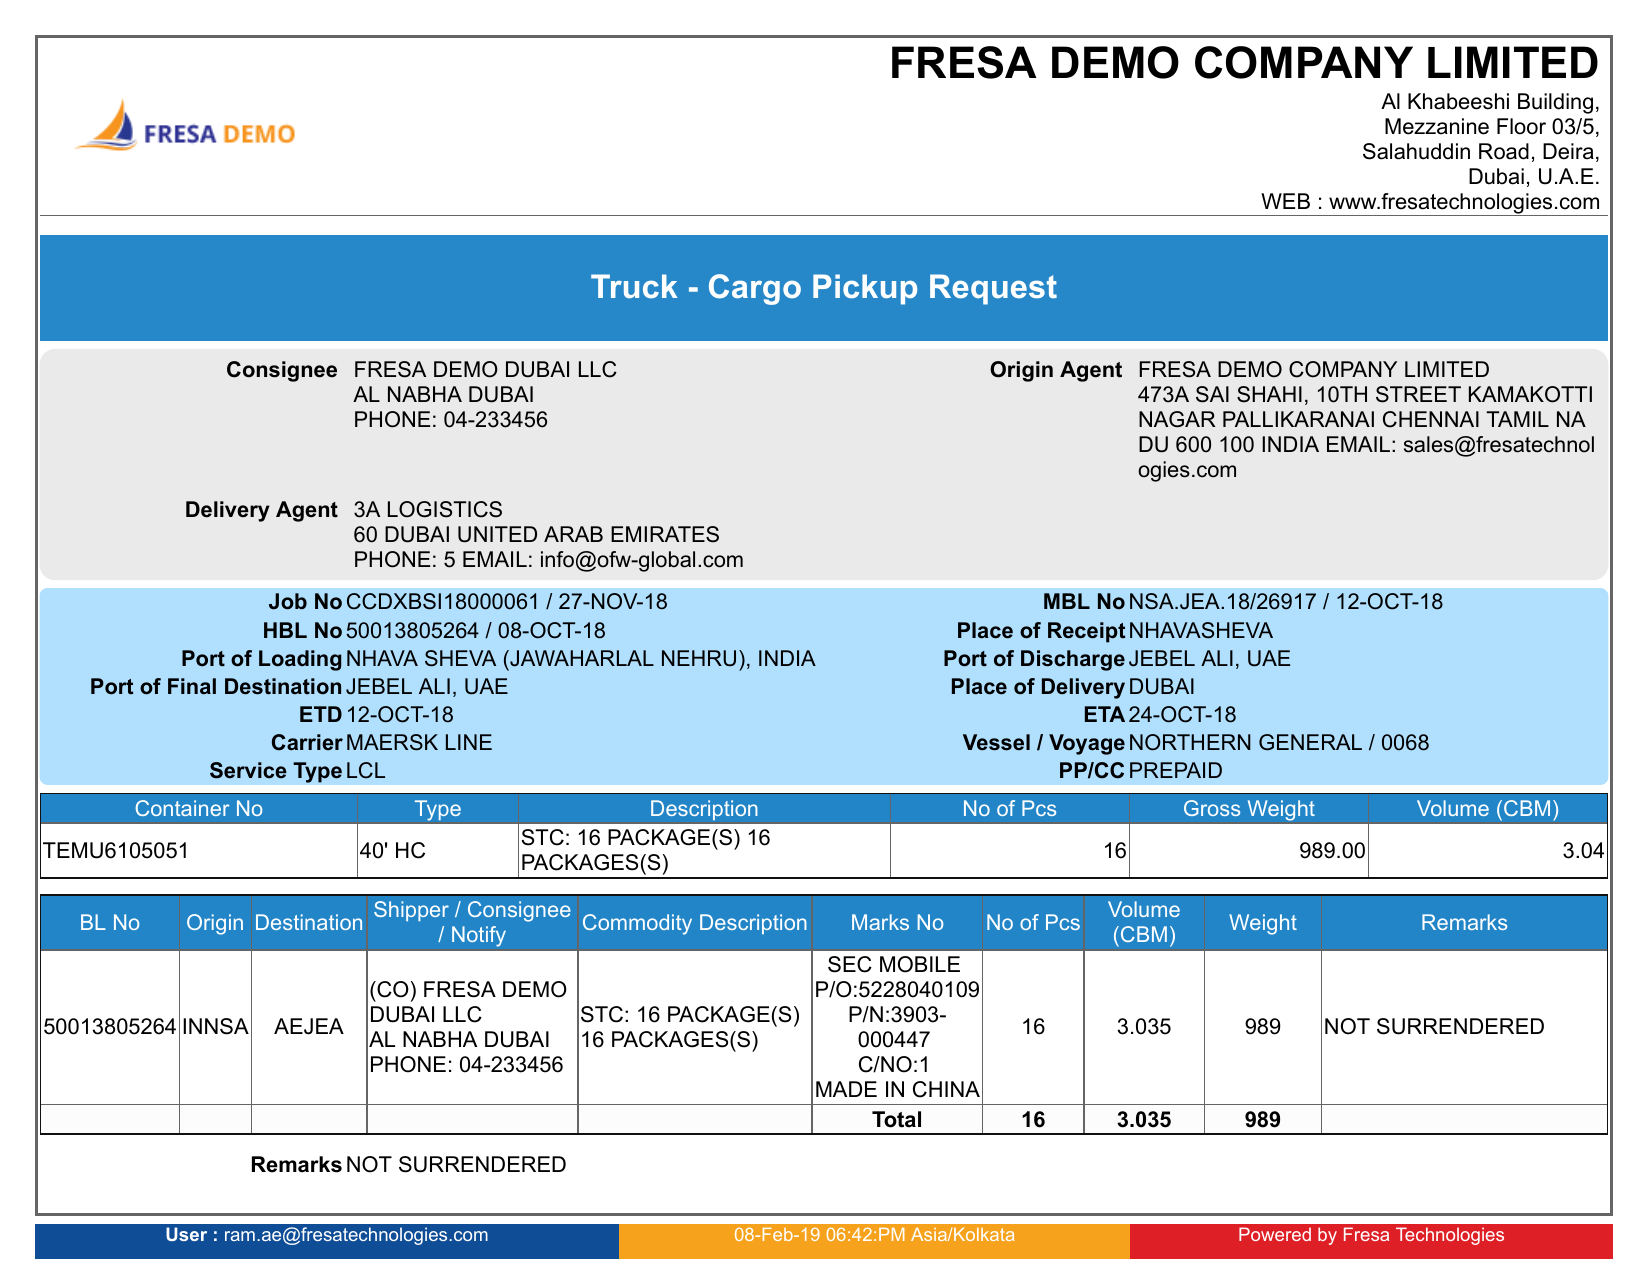 FRESA DEMO COMPANY LIMITED
Al Khabeeshi Building,
Mezzanine Floor 03/5,
Salahuddin Road, Deira,
Dubai, U.A.E.
WEB : www.fresatechnologies.com
FRESA DEMO
Truck - Cargo Pickup Request
Consignee FRESA DEMO DUBAI LLC
AL NABHA DUBAI
PHONE: 04-233456
Origin Agent FRESA DEMO COMPANY LIMITED
473A SAI SHAHI, 10TH STREET KAMAKOTTI
NAGAR PALLIKARANAI CHENNAI TAMIL NA
DU 600 100 INDIA EMAIL: sales@fresatechnol
ogies.com
Delivery Agent 3A LOGISTICS
60 DUBAI UNITED ARAB EMIRATES
PHONE: 5 EMAIL: info@ofw-global.com
Job No CCDXBSI18000061 / 27-NOV-18 MBL No NSA.JEA.18/26917 / 12-OCT-18
HBL No 50013805264 / 08-OCT-18 Place of Receipt NHAVASHEVA
Port of Loading NHAVA SHEVA (JAWAHARLAL NEHRU), INDIA Port of Discharge JEBEL ALI, UAE
Port of Final Destination JEBEL ALI, UAE Place of Delivery DUBAI
ETD 12-OCT-18 ETA 24-OCT-18
Carrier MAERSK LINE Vessel / Voyage NORTHERN GENERAL / 0068
Service Type LCL PP/CC PREPAID
Container No Type Description No of Pcs Gross Weight Volume (CBM)
TEMU6105051 40' HC STC: 16 PACKAGE(S) 16
PACKAGES(S) 16 989.00 3.04
BL No Origin Destination Shipper / Consignee
/ Notify Commodity Description Marks No No of Pcs Volume
(CBM) Weight Remarks
50013805264 INNSA AEJEA
(CO) FRESA DEMO
DUBAI LLC
AL NABHA DUBAI
PHONE: 04-233456
STC: 16 PACKAGE(S)
16 PACKAGES(S)
SEC MOBILE
P/O:5228040109
P/N:3903-
000447
C/NO:1
MADE IN CHINA
16 3.035 989 NOT SURRENDERED
Total 16 3.035 989
Remarks NOT SURRENDERED
User : ram.ae@fresatechnologies.com 08-Feb-19 06:42:PM Asia/Kolkata Powered by Fresa Technologies